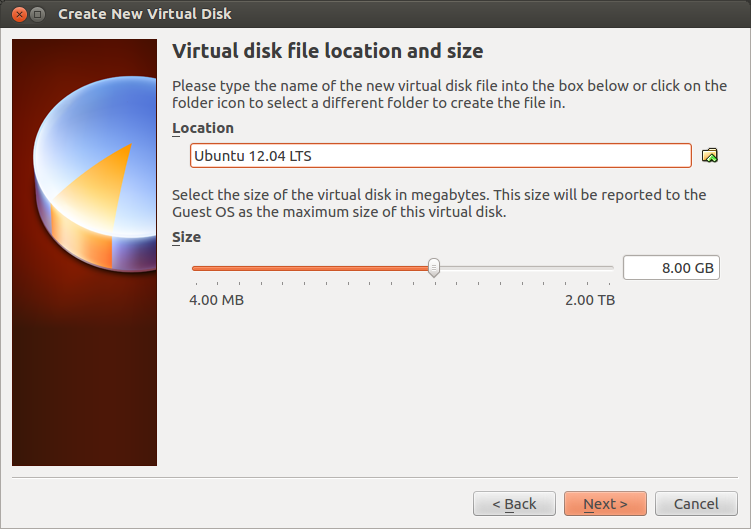 Create New Virtual Disk
Virtual disk file location and size
Please type the name of the new virtual disk file into the box below or click on the
folder icon to select a different folder to create the file in.
Location
Ubuntu 12.04 LTS
Select the size of the virtual disk in megabytes. This size will be reported to the
Guest OS as the maximum size of this virtual disk.
Size
8.00 GB
4.00 MB 2.00 TB
< Back Next > Cancel